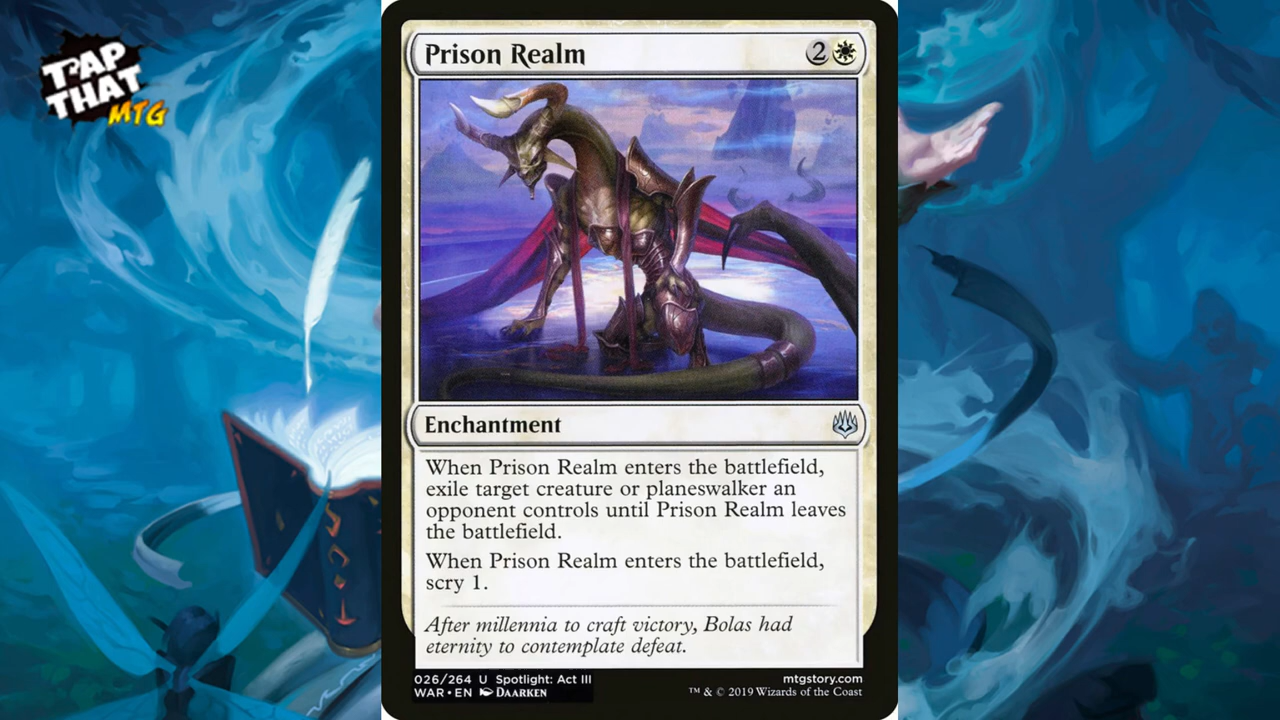 TRAP
THAT
MTG
Prison Realm 2
Enchantment
When Prison Realm enters the battlefield,
exile target creature or planeswalker an
opponent controls until Prison Realm leaves
the battlefield.
When Prison Realm enters the battlefield,
scry 1.
After millennia to craft victory, Bolas had
eternity to contemplate defeat.
026/264 U Spotlight: Act III mtgstory.com
WAR • EN DAARKEN ™ & © 2019 Wizards of the Coast